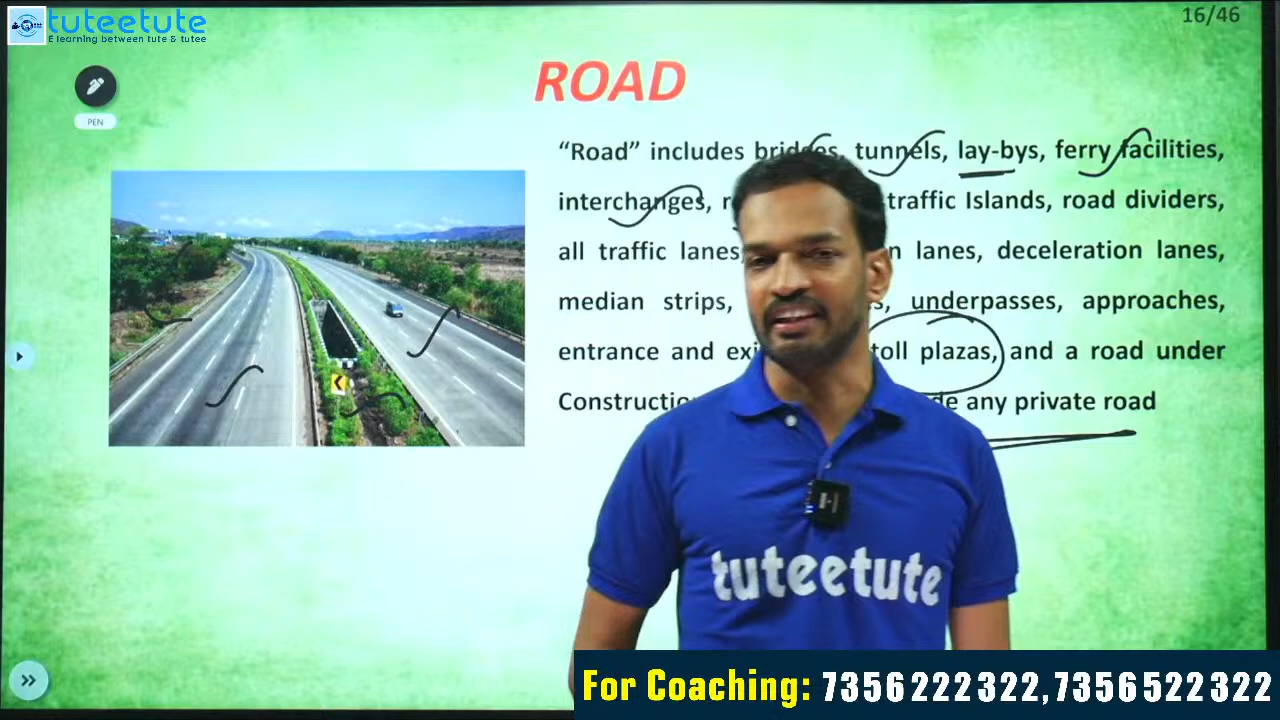 tuteetute
E learning between tute & tutee
16/46
PEN
ROAD
“Road” includes bridges, tunnels, lay-bys, ferry facilities,
interchanges, traffic Islands, road dividers,
all traffic lanes, lanes, deceleration lanes,
median strips, underpasses, approaches,
entrance and toll plazas, and a road under
any private road
tuteetute
For Coaching: 7356222322,7356522322